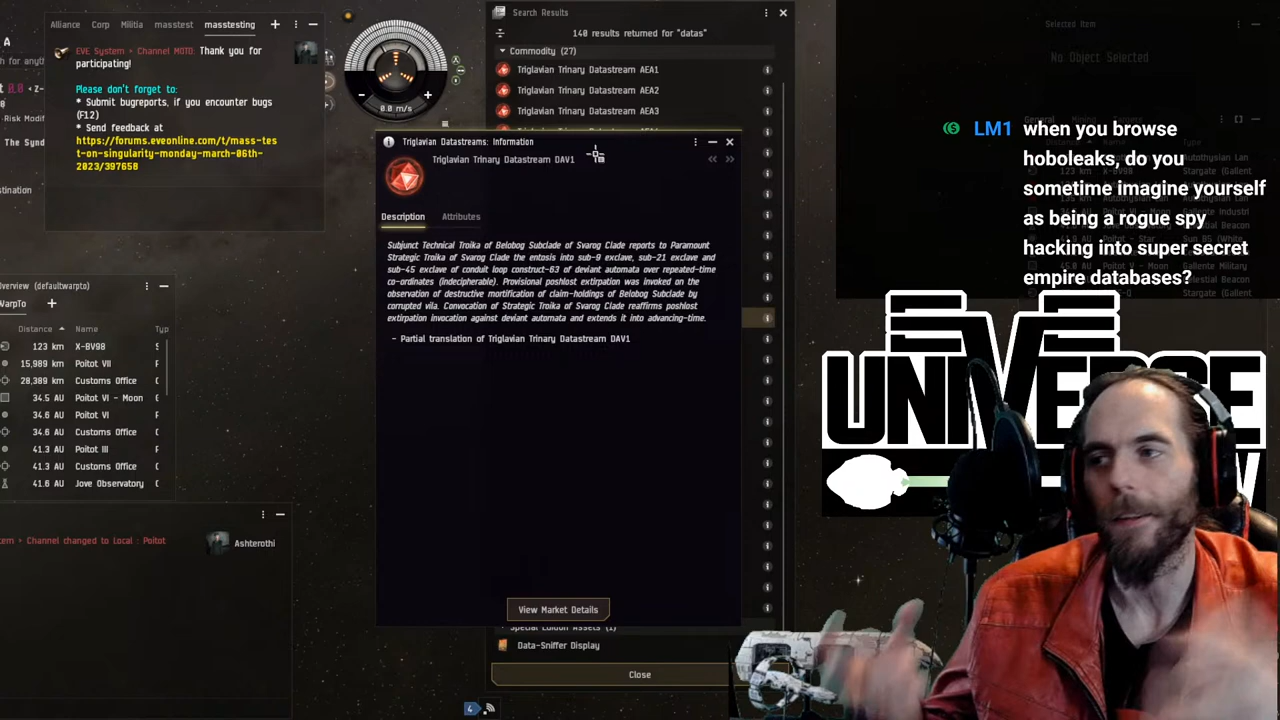 Alliance Corp Militia masstest masstesting
EVE System > Channel MOTD: Thank you for
participating!
Please don't forget to:
* Submit bugreports, if you encounter bugs
(F12)
* Send feedback at
https://forums.eveonline.com/t/mass-tes
t-on-singularity-monday-march-06th-
2023/397658
0.0 m/s
Search Results
140 results returned for "datas"
Commodity (27)
Triglavian Trinary Datastream AEA1
Triglavian Trinary Datastream AEA2
Triglavian Trinary Datastream AEA3
Triglavian Datastreams: Information
Triglavian Trinary Datastream DAV1
Description Attributes
Subjunct Technical Troika of Belobog Subclade of Svarog Clade reports to Paramount
Strategic Troika of Svarog Clade the entosis into sub-9 exclave, sub-21 exclave and
sub-45 exclave of conduit loop construct-63 of deviant automata over repeated-time
co-ordinates (indecipherable). Provisional poshlost extirpation was invoked on the
observation of destructive mortification of claim-holdings of Belobog Subclade by
corrupted vila. Convocation of Strategic Troika of Svarog Clade reaffirms poshlost
extirpation invocation against deviant automata and extends it into advancing-time.
- Partial translation of Triglavian Trinary Datastream DAV1
View Market Details
Data-Sniffer Display
Close
4
Selected Item
No Object Selected
LM1 when you browse
hoboleaks, do you
sometime imagine yourself
as being a rogue spy
hacking into super secret
empire databases?
EVE
UNIVERSE
Overview (defaultwarpto)
WarpTo
Distance Name Typ
123 km X-BV98 S
15,989 km Poitot VII P
28,389 km Customs Office
34.5 AU Poitot VI - Moon
34.6 AU Poitot VI P
34.6 AU Customs Office
41.3 AU Poitot III P
41.3 AU Customs Office
41.6 AU Jove Observatory
> Channel changed to Local : Poitot
Ashterothi